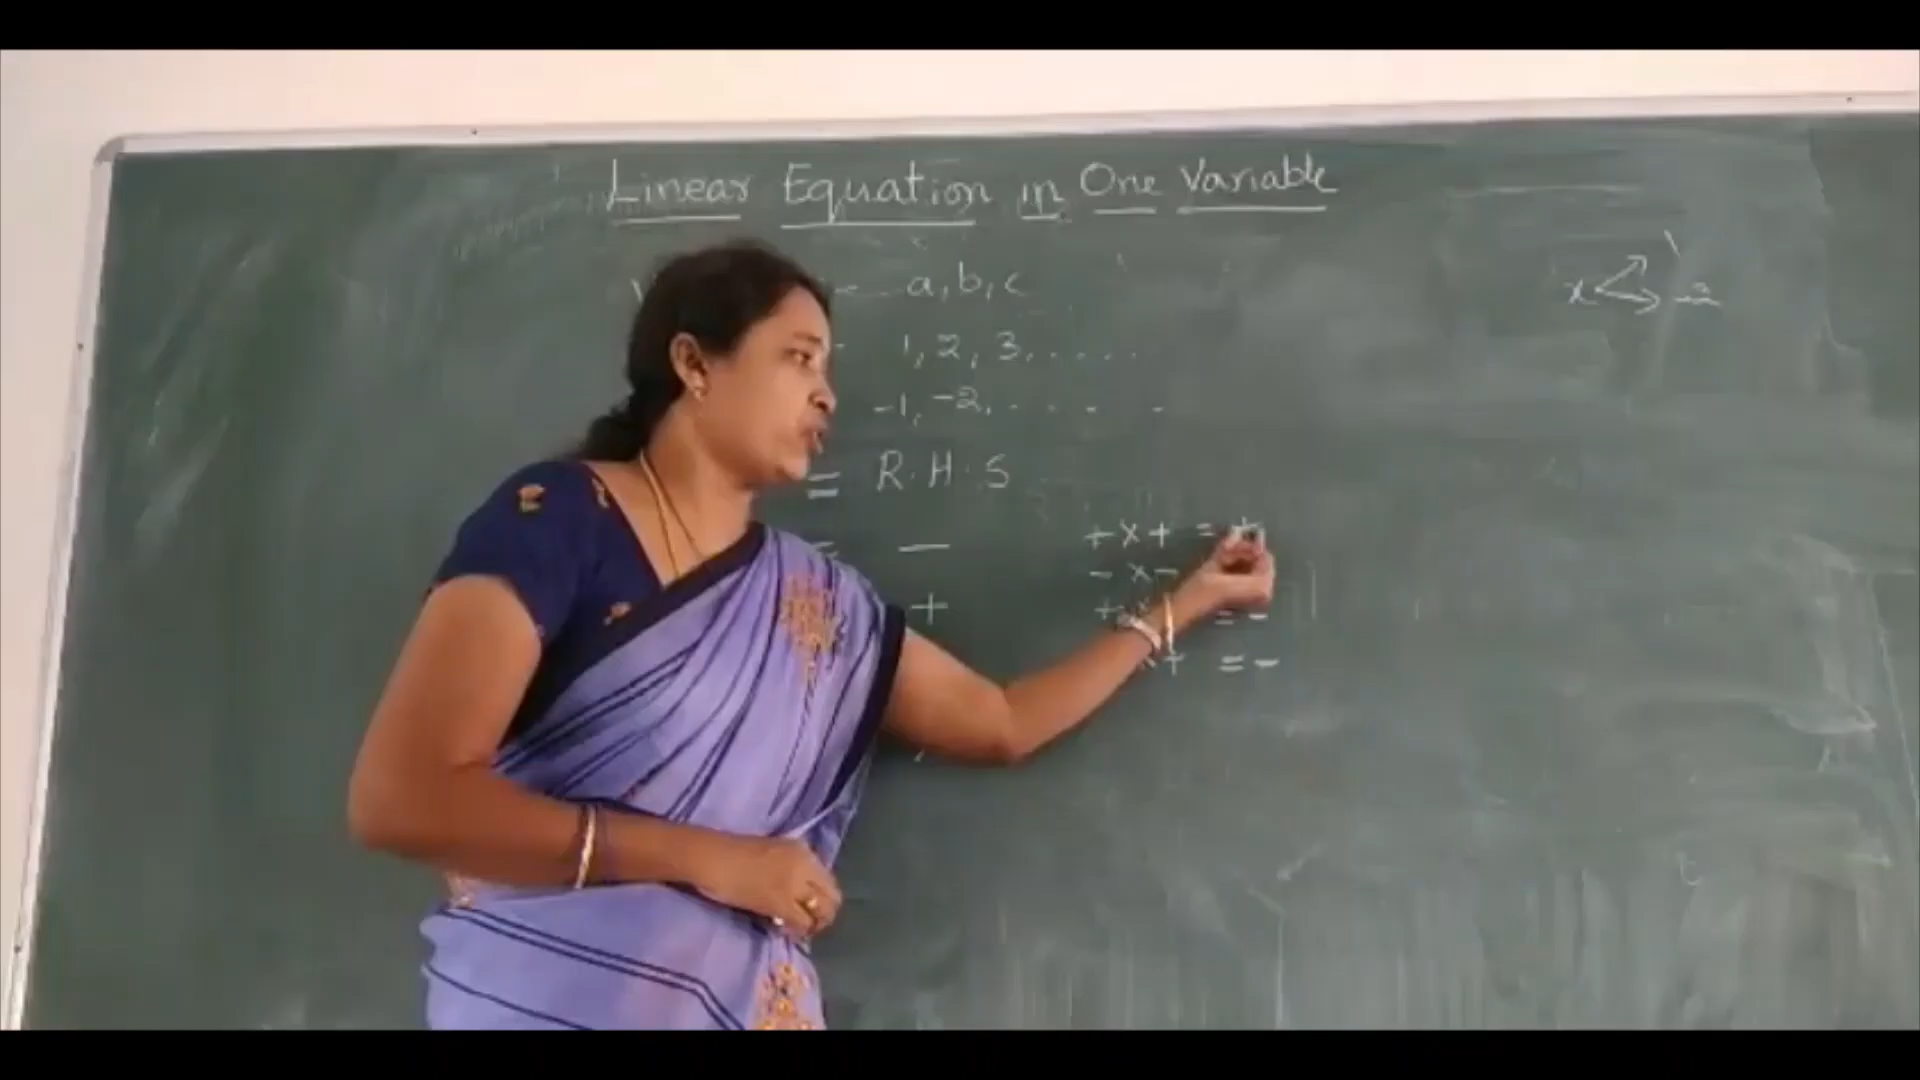 Linear Equation in One Variable
a, b, c
1, 2, 3, .....
-1, -2, . . . .
= R.H.S
= —
+
+ x + = +
- x -
+ x = -
x + = -
x